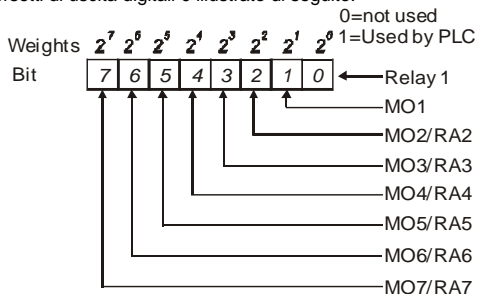 0=not used
Weights 2⁷ 2⁶ 2⁵ 2⁴ 2³ 2² 2¹ 2⁰ 1=Used by PLC
Bit 7 6 5 4 3 2 1 0 Relay 1
MO1
MO2/RA2
MO3/RA3
MO4/RA4
MO5/RA5
MO6/RA6
MO7/RA7